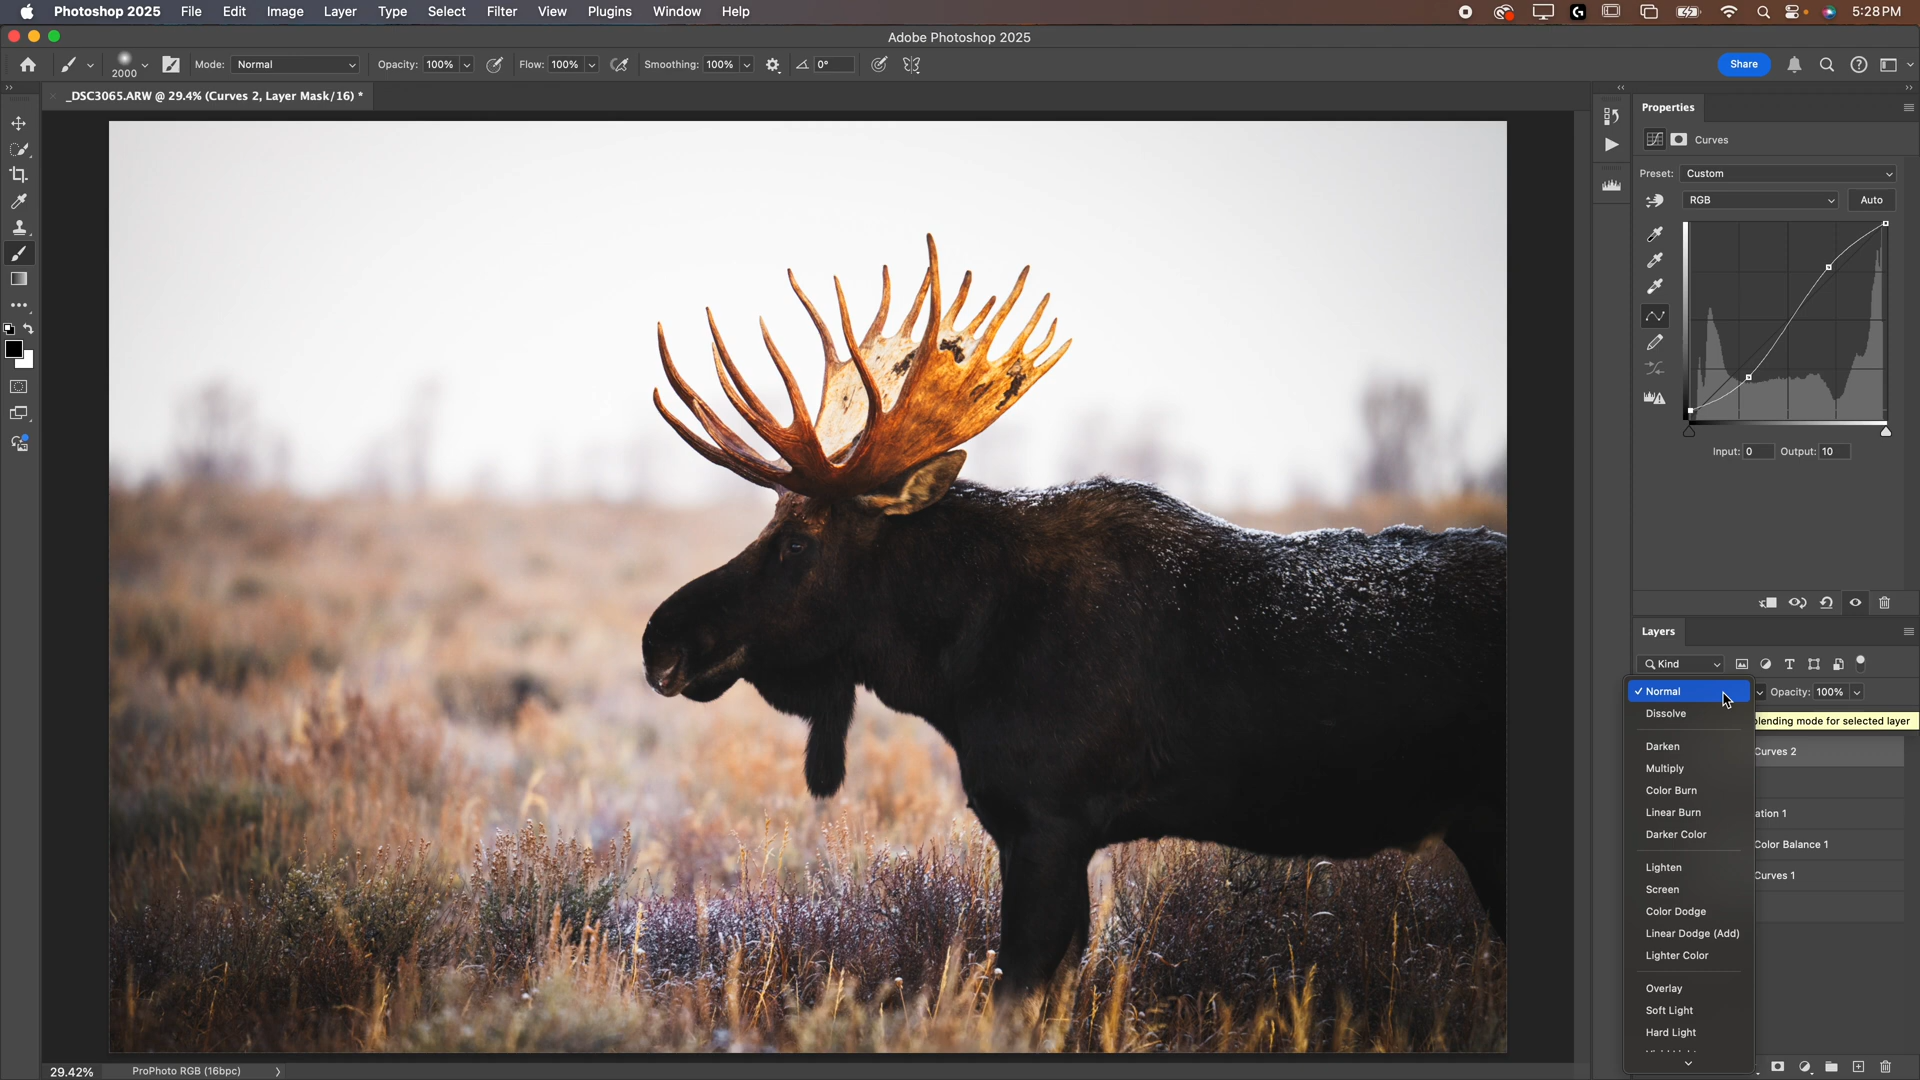 Photoshop 2025 File Edit Image Layer Type Select Filter View Plugins Window Help 5:28 PM
Adobe Photoshop 2025
2000 Mode: Normal Opacity: 100% Flow: 100% Smoothing: 100% 0° Share
_DSC3065.ARW @ 29.4% (Curves 2, Layer Mask/16) *
Properties
Curves
Preset: Custom
RGB Auto
Input: 0 Output: 10
Layers
Kind
Normal Opacity: 100%
Dissolve
blending mode for selected layer
Darken
Curves 2
Multiply
Color Burn
Linear Burn
ation 1
Darker Color
Color Balance 1
Lighten
Curves 1
Screen
Color Dodge
Linear Dodge (Add)
Lighter Color
Overlay
Soft Light
Hard Light
29.42% ProPhoto RGB (16bpc)